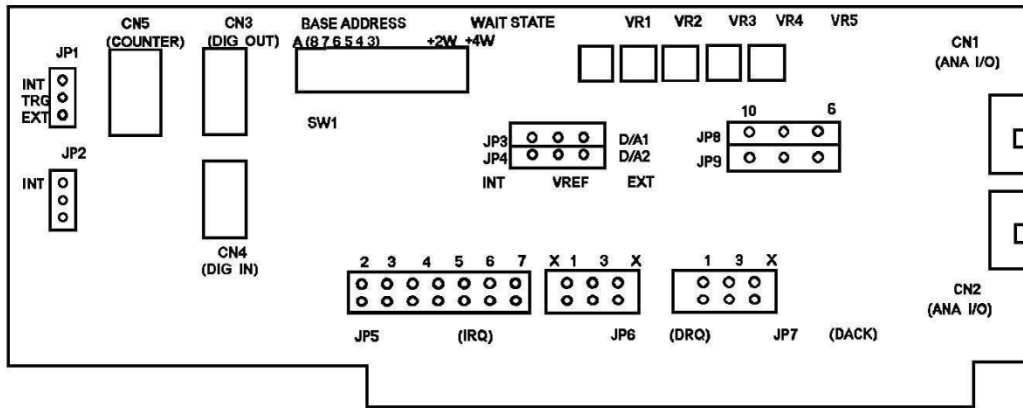 CN5 CN3 BASE ADDRESS WAIT STATE VR1 VR2 VR3 VR4 VR5
(COUNTER) (DIG OUT) A (8 7 6 5 4 3) +2W +4W CN1
(ANA I/O)
JP1
INT
TRG
EXT
SW1
10 6
JP3 D/A1 JP8
JP4 D/A2 JP9
INT VREF EXT
JP2
INT
CN4
(DIG IN)
2 3 4 5 6 7 X 1 3 X 1 3 X
CN2
(ANA I/O)
JP5 (IRQ) JP6 (DRQ) JP7 (DACK)